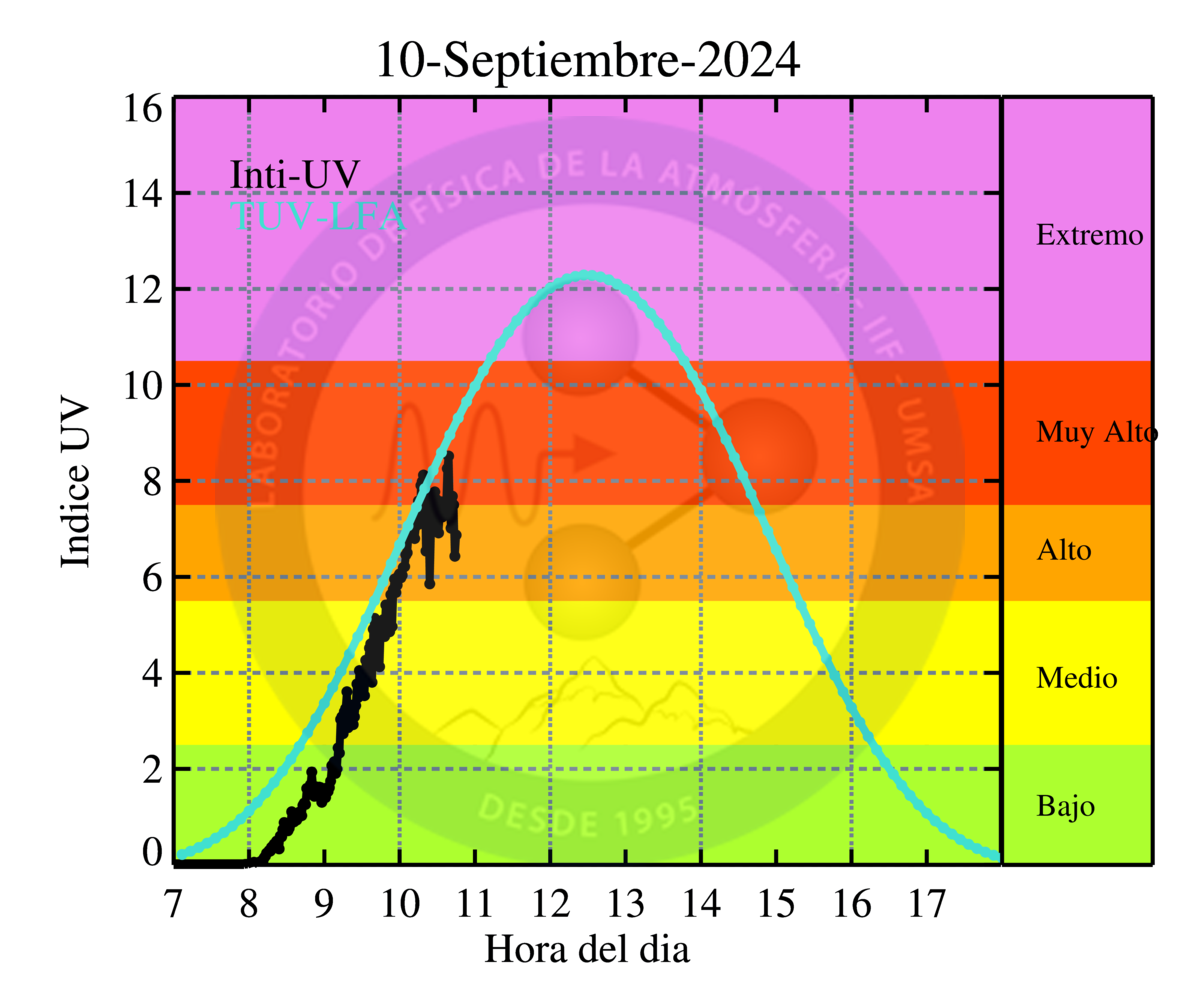 10-Septiembre-2024
Inti-UV
TUV-LFA
16
14
12
10
8
6
4
2
0
Indice UV
7 8 9 10 11 12 13 14 15 16 17
Hora del dia
Extremo
Muy Alto
Alto
Medio
Bajo
LABORATORIO DE FÍSICA DE LA ATMÓSFERA - IIF - UMSA
DESDE 1995